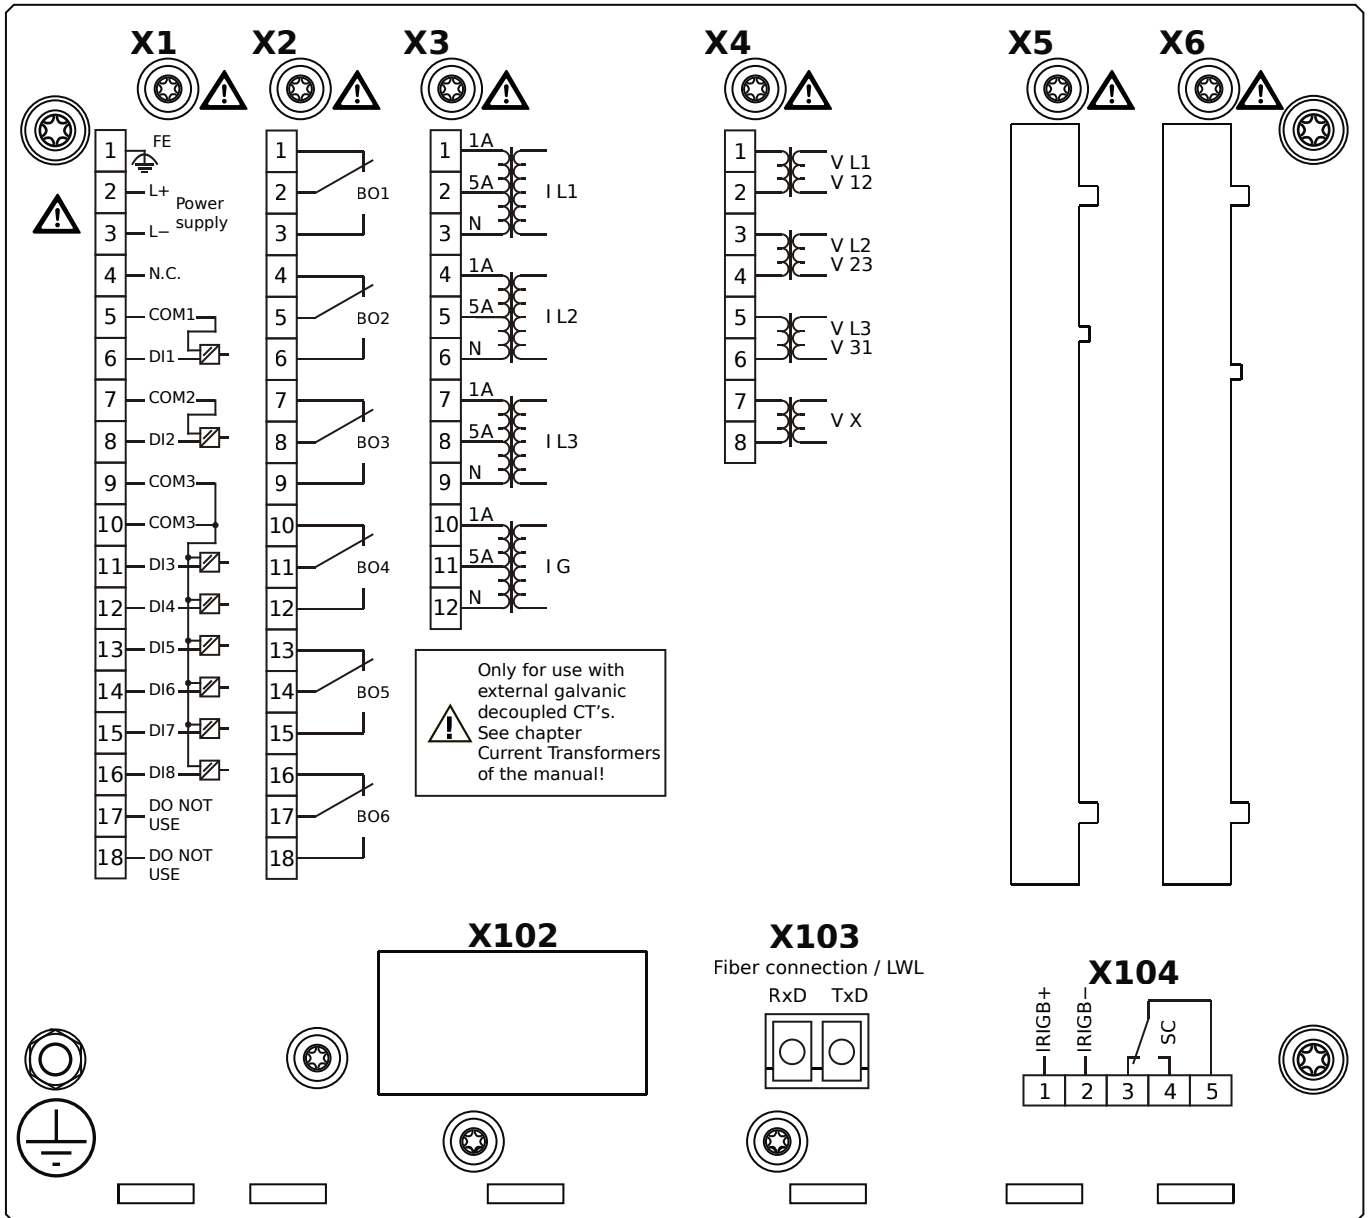 X1
X2
X3
X4
X5
X6
1
FE
2
L+
Power
supply
3
L−
4
N.C.
5
COM1
6
DI1
7
COM2
8
DI2
9
COM3
10
COM3
11
DI3
12
DI4
13
DI5
14
DI6
15
DI7
16
DI8
17
DO NOT
USE
18
DO NOT
USE
1
2
BO1
3
4
5
BO2
6
7
8
BO3
9
10
11
BO4
12
13
14
BO5
15
16
17
BO6
18
1
1A
2
5A
I L1
3
N
4
1A
5
5A
I L2
6
N
7
1A
8
5A
I L3
9
N
10
1A
11
5A
I G
12
N
Only for use with
external galvanic
decoupled CT's.
See chapter
Current Transformers
of the manual!
1
V L1
2
V 12
3
V L2
4
V 23
5
V L3
6
V 31
7
V X
8
X102
X103
Fiber connection / LWL
RxD TxD
X104
IRIGB+
IRIGB−
SC
1 2 3 4 5